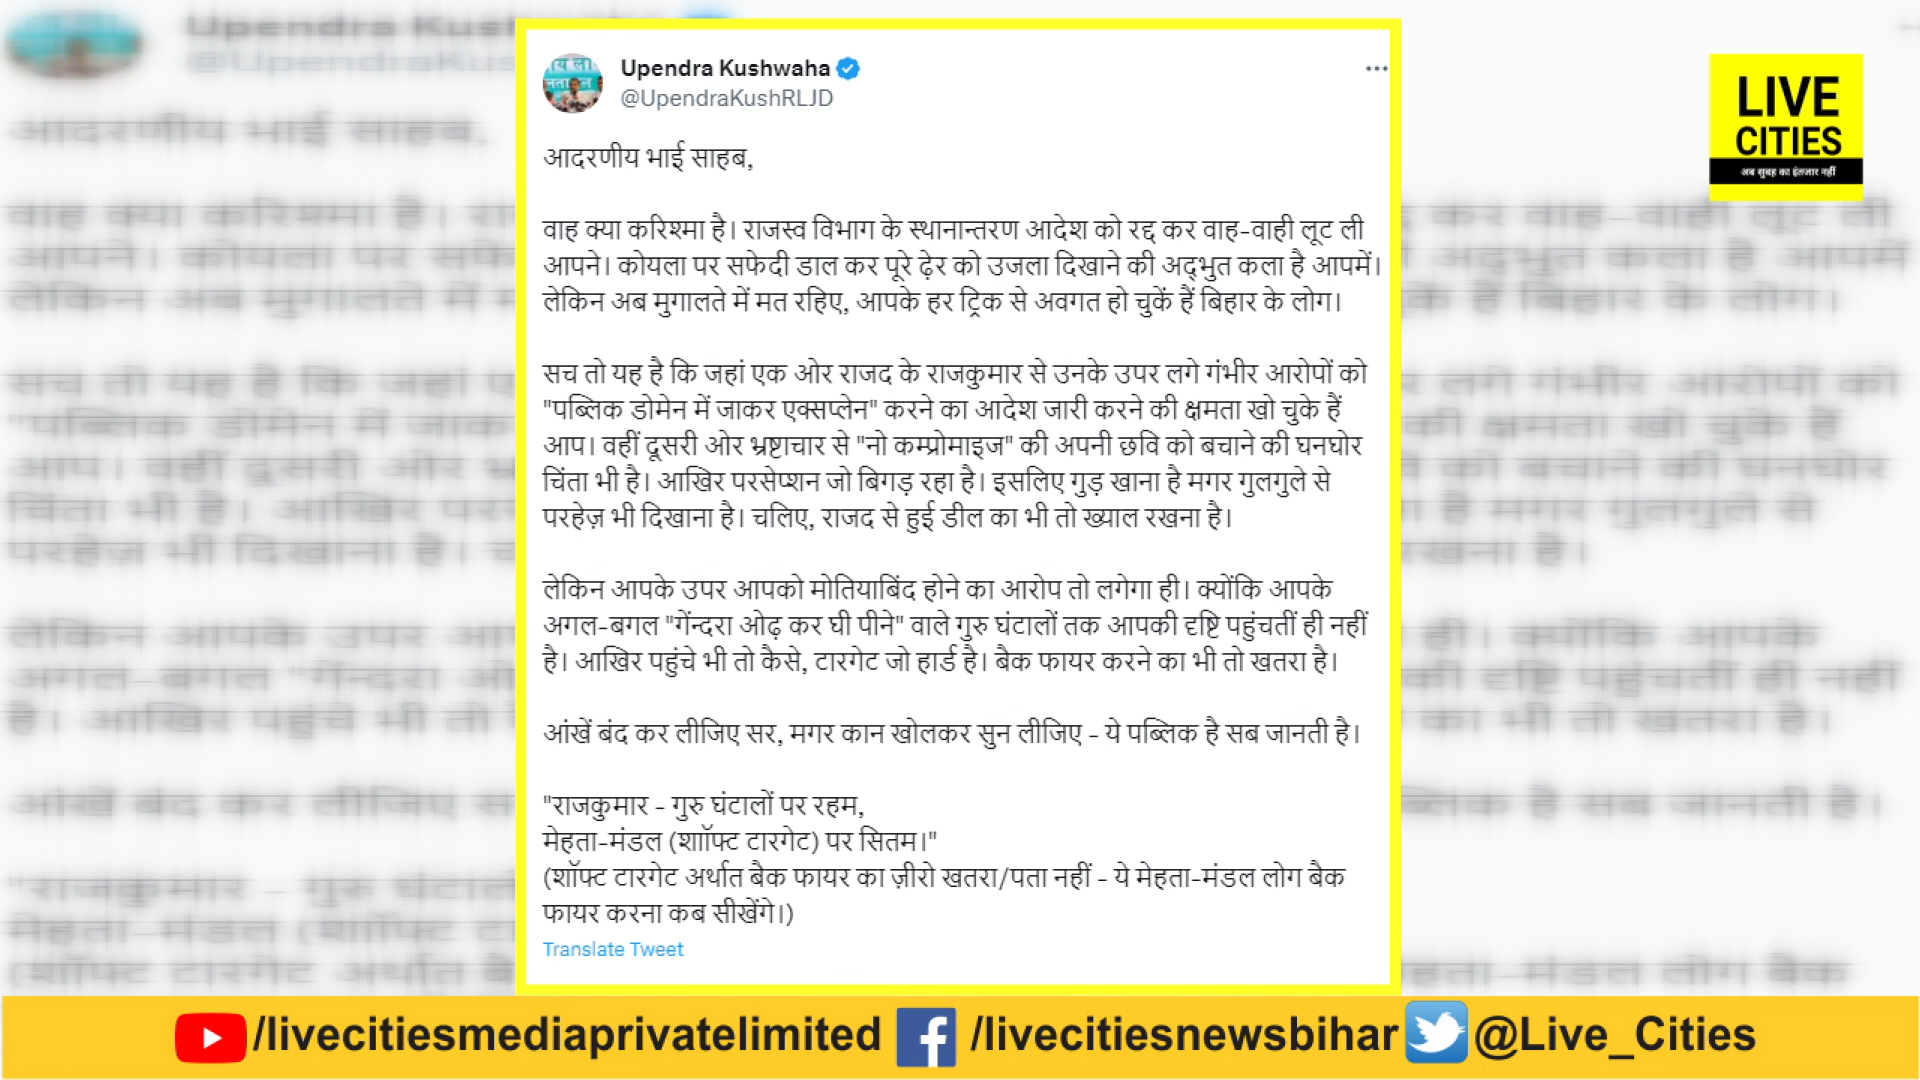 Upendra Kushwaha
@UpendraKushRLJD
LIVE
CITIES
अब सुबह का इंतजार नहीं
आदरणीय भाई साहब,
वाह क्या करिश्मा है। राजस्व विभाग के स्थानान्तरण आदेश को रद्द कर वाह-वाही लूट ली
आपने। कोयला पर सफेदी डाल कर पूरे ढ़ेर को उजला दिखाने की अद्भुत कला है आपमें।
लेकिन अब मुगालते में मत रहिए, आपके हर ट्रिक से अवगत हो चुकें हैं बिहार के लोग।
सच तो यह है कि जहां एक ओर राजद के राजकुमार से उनके उपर लगे गंभीर आरोपों को
"पब्लिक डोमेन में जाकर एक्सप्लेन" करने का आदेश जारी करने की क्षमता खो चुके हैं
आप। वहीं दूसरी ओर भ्रष्टाचार से "नो कम्प्रोमाइज" की अपनी छवि को बचाने की घनघोर
चिंता भी है। आखिर परसेप्शन जो बिगड़ रहा है। इसलिए गुड़ खाना है मगर गुलगुले से
परहेज़ भी दिखाना है। चलिए, राजद से हुई डील का भी तो ख्याल रखना है।
लेकिन आपके उपर आपको मोतियाबिंद होने का आरोप तो लगेगा ही। क्योंकि आपके
अगल-बगल "गेंन्दरा ओढ़ कर घी पीने" वाले गुरु घंटालों तक आपकी दृष्टि पहुंचतीं ही नहीं
है। आखिर पहुंचे भी तो कैसे, टारगेट जो हार्ड है। बैक फायर करने का भी तो खतरा है।
आंखें बंद कर लीजिए सर, मगर कान खोलकर सुन लीजिए - ये पब्लिक है सब जानती है।
"राजकुमार - गुरु घंटालों पर रहम,
मेहता-मंडल (शाॅाफ्ट टारगेट) पर सितम।"
(शॉफ्ट टारगेट अर्थात बैक फायर का ज़ीरो खतरा/पता नहीं - ये मेहता-मंडल लोग बैक
फायर करना कब सीखेंगे।)
Translate Tweet
/livecitiesmediaprivatelimited /livecitiesnewsbihar @Live_Cities